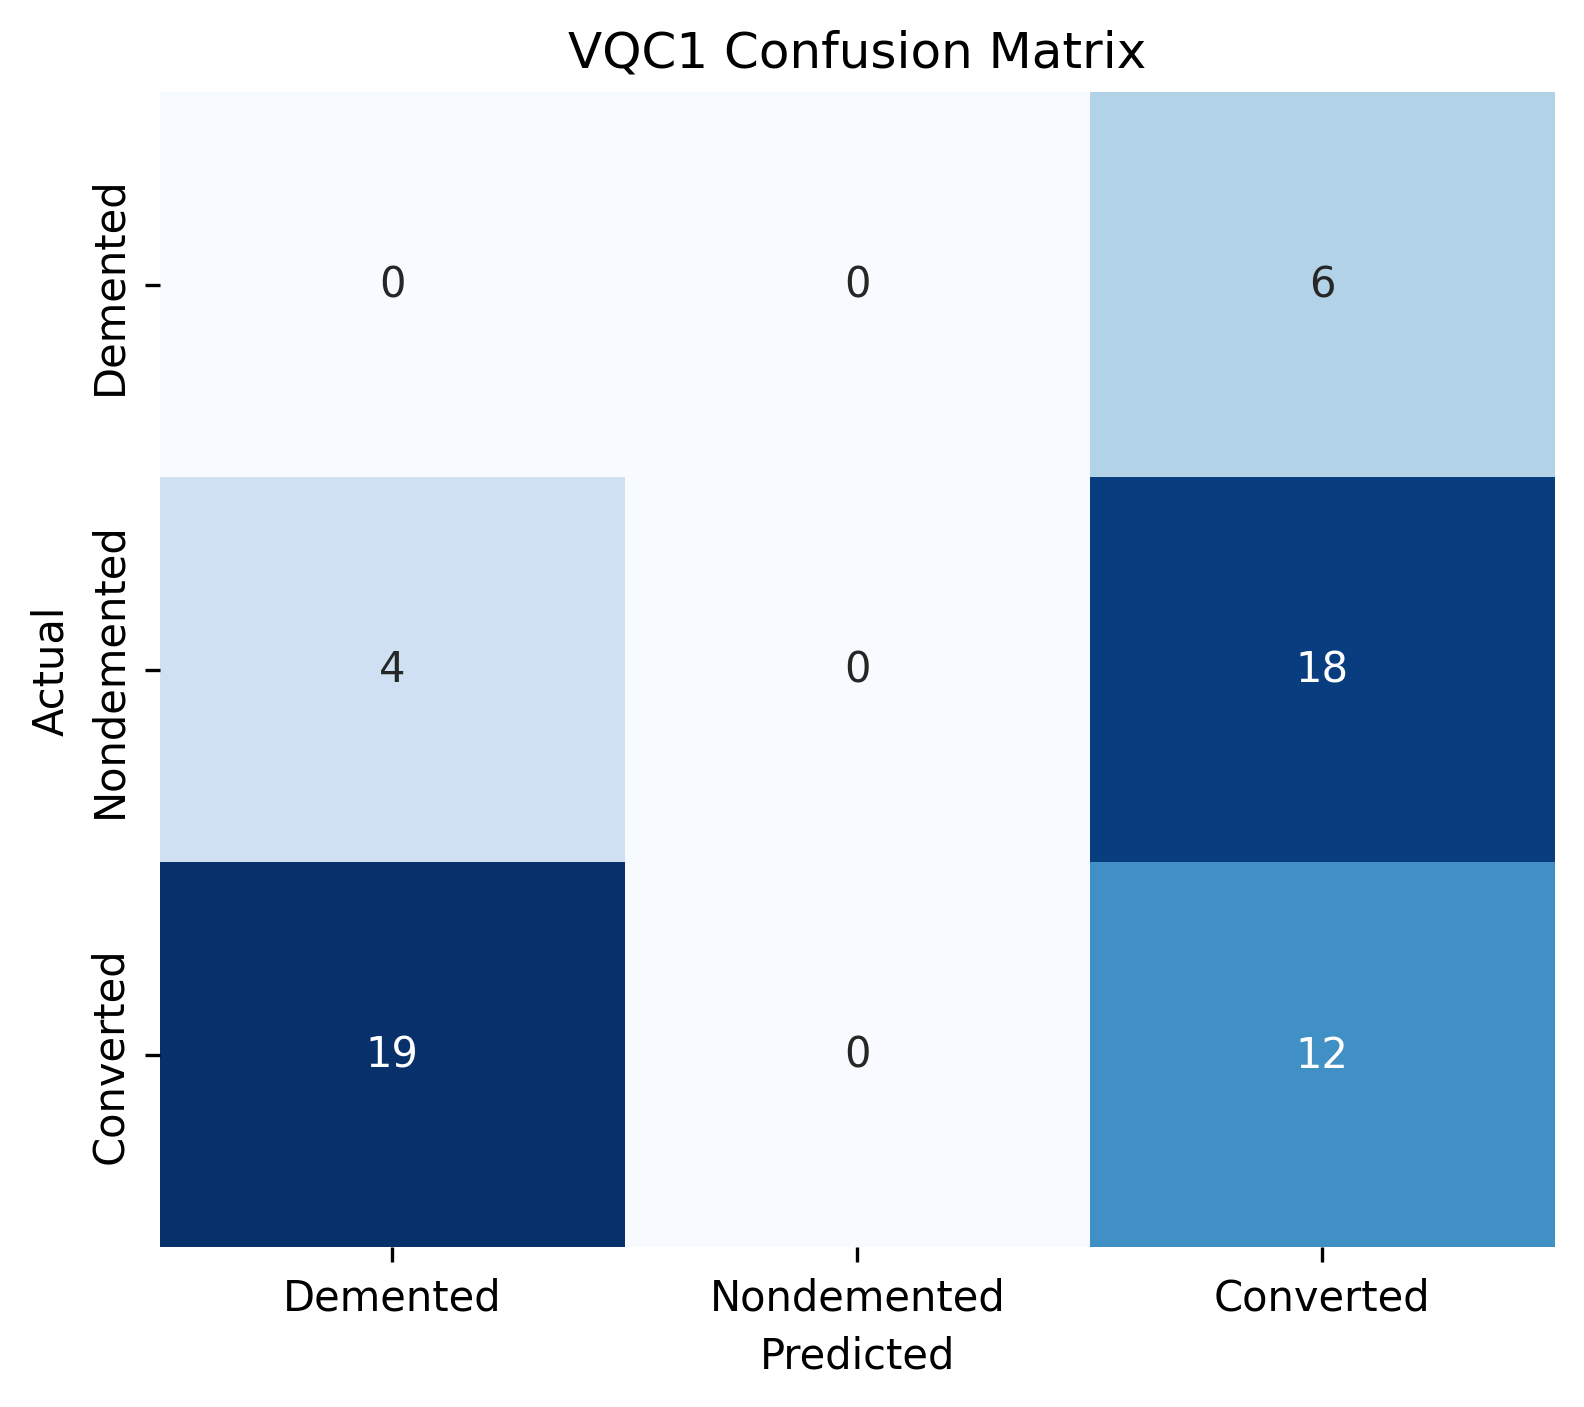 VQC1 Confusion Matrix
Actual
Demented
0 0 6
Nondemented
4 0 18
Converted
19 0 12
Demented Nondemented Converted
Predicted